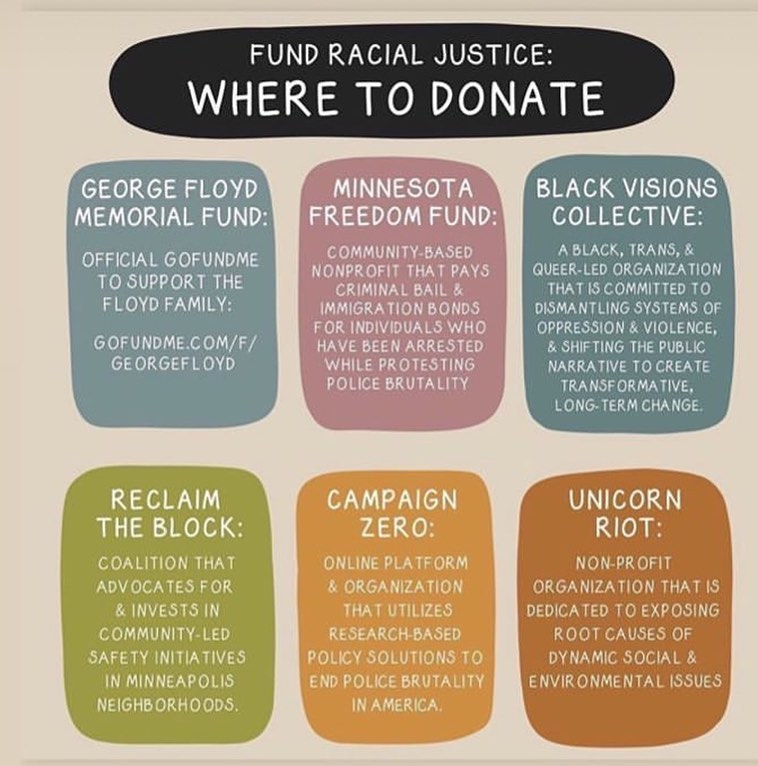 FUND RACIAL JUSTICE:
WHERE TO DONATE
GEORGE FLOYD
MEMORIAL FUND:
OFFICIAL GOFUNDME
TO SUPPORT THE
FLOYD FAMILY:
GOFUNDME.COM/F/
GEORGEFLOYD
MINNESOTA
FREEDOM FUND:
COMMUNITY-BASED
NONPROFIT THAT PAYS
CRIMINAL BAIL &
IMMIGRATION BONDS
FOR INDIVIDUALS WHO
HAVE BEEN ARRESTED
WHILE PROTESTING
POLICE BRUTALITY
BLACK VISIONS
COLLECTIVE:
A BLACK, TRANS, &
QUEER-LED ORGANIZATION
THAT IS COMMITTED TO
DISMANTLING SYSTEMS OF
OPPRESSION & VIOLENCE,
& SHIFTING THE PUBLIC
NARRATIVE TO CREATE
TRANSFORMATIVE,
LONG-TERM CHANGE.
RECLAIM
THE BLOCK:
COALITION THAT
ADVOCATES FOR
& INVESTS IN
COMMUNITY-LED
SAFETY INITIATIVES
IN MINNEAPOLIS
NEIGHBORHOODS.
CAMPAIGN
ZERO:
ONLINE PLATFORM
& ORGANIZATION
THAT UTILIZES
RESEARCH-BASED
POLICY SOLUTIONS TO
END POLICE BRUTALITY
IN AMERICA.
UNICORN
RIOT:
NON-PROFIT
ORGANIZATION THAT IS
DEDICATED TO EXPOSING
ROOT CAUSES OF
DYNAMIC SOCIAL &
ENVIRONMENTAL ISSUES